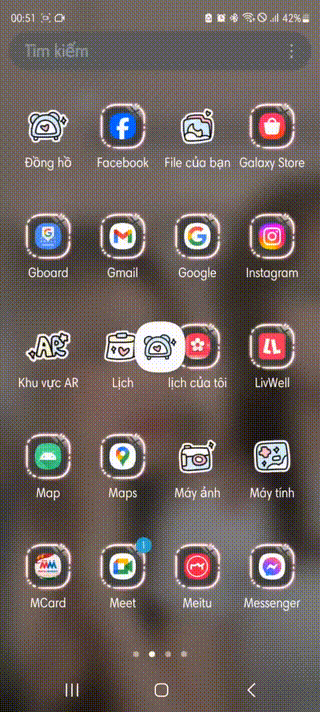 00:51
42%
Tìm kiếm
Đồng hồ
Facebook
File của bạn
Galaxy Store
Gboard
Gmail
Google
Instagram
AR
Khu vực AR
Lịch
lịch của tôi
LivWell
Map
Maps
Máy ảnh
Máy tính
1
MCard
Meet
Meitu
Messenger